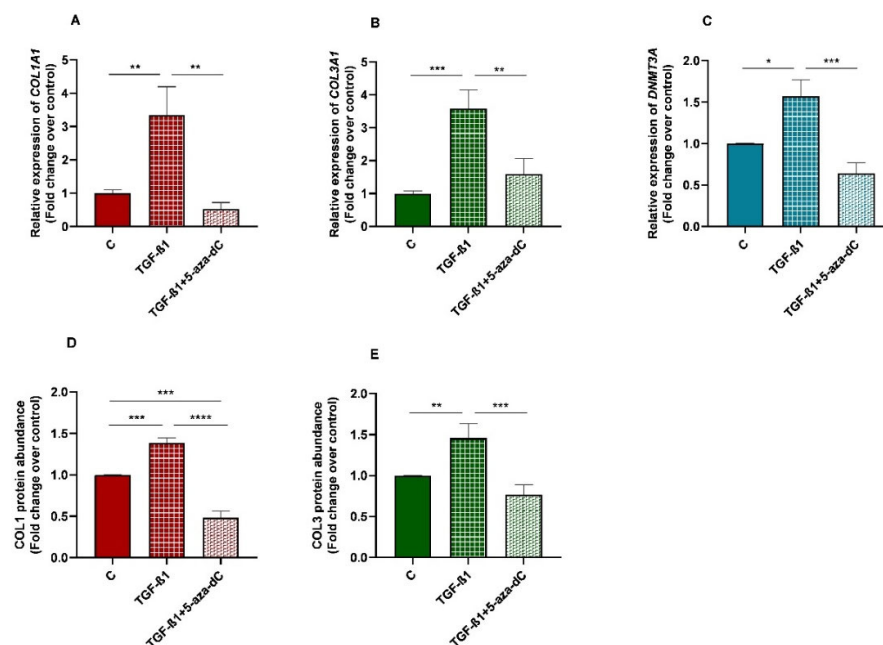 A
Relative expression of COL1A1
(Fold change over control)
5
4
3
2
1
0
** **
C
TGF-ß1
TGF-ß1+5-aza-dC
B
Relative expression of COL3A1
(Fold change over control)
5
4
3
2
1
0
*** **
C
TGF-ß1
TGF-ß1+5-aza-dC
C
Relative expression of DNMT3A
(Fold change over control)
2.0
1.5
1.0
0.5
0.0
* ***
C
TGF-ß1
TGF-ß1+5-aza-dC
D
COL1 protein abundance
(Fold change over control)
2.0
1.5
1.0
0.5
0.0
***
*** ****
C
TGF-ß1
TGF-ß1+5-aza-dC
E
COL3 protein abundance
(Fold change over control)
2.0
1.5
1.0
0.5
0.0
** ***
C
TGF-ß1
TGF-ß1+5-aza-dC